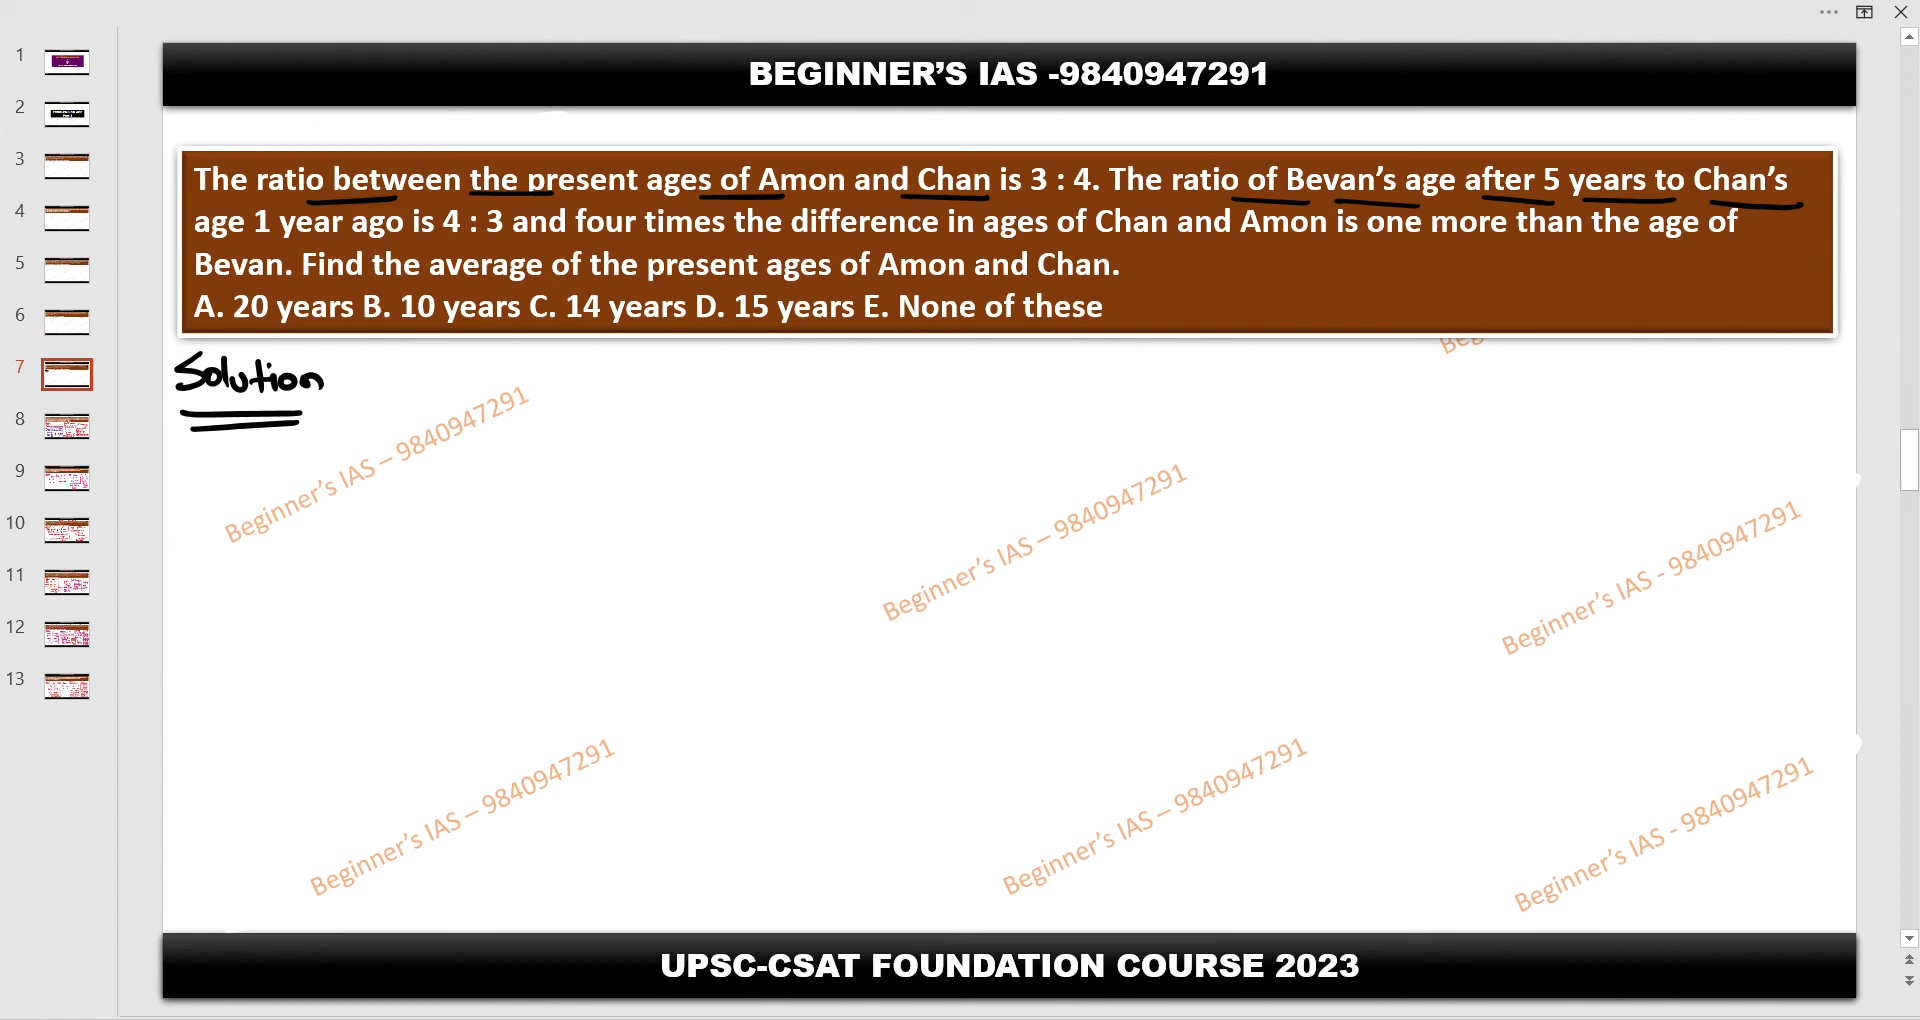 1
2
3
4
5
6
7
8
9
10
11
12
13
BEGINNER’S IAS -9840947291
The ratio between the present ages of Amon and Chan is 3 : 4. The ratio of Bevan’s age after 5 years to Chan’s
age 1 year ago is 4 : 3 and four times the difference in ages of Chan and Amon is one more than the age of
Bevan. Find the average of the present ages of Amon and Chan.
A. 20 years B. 10 years C. 14 years D. 15 years E. None of these
Solution
Beginner’s IAS – 9840947291
Beginner’s IAS – 9840947291
Beginner’s IAS - 9840947291
Beginner’s IAS – 9840947291
Beginner’s IAS – 9840947291
Beginner’s IAS - 9840947291
UPSC-CSAT FOUNDATION COURSE 2023